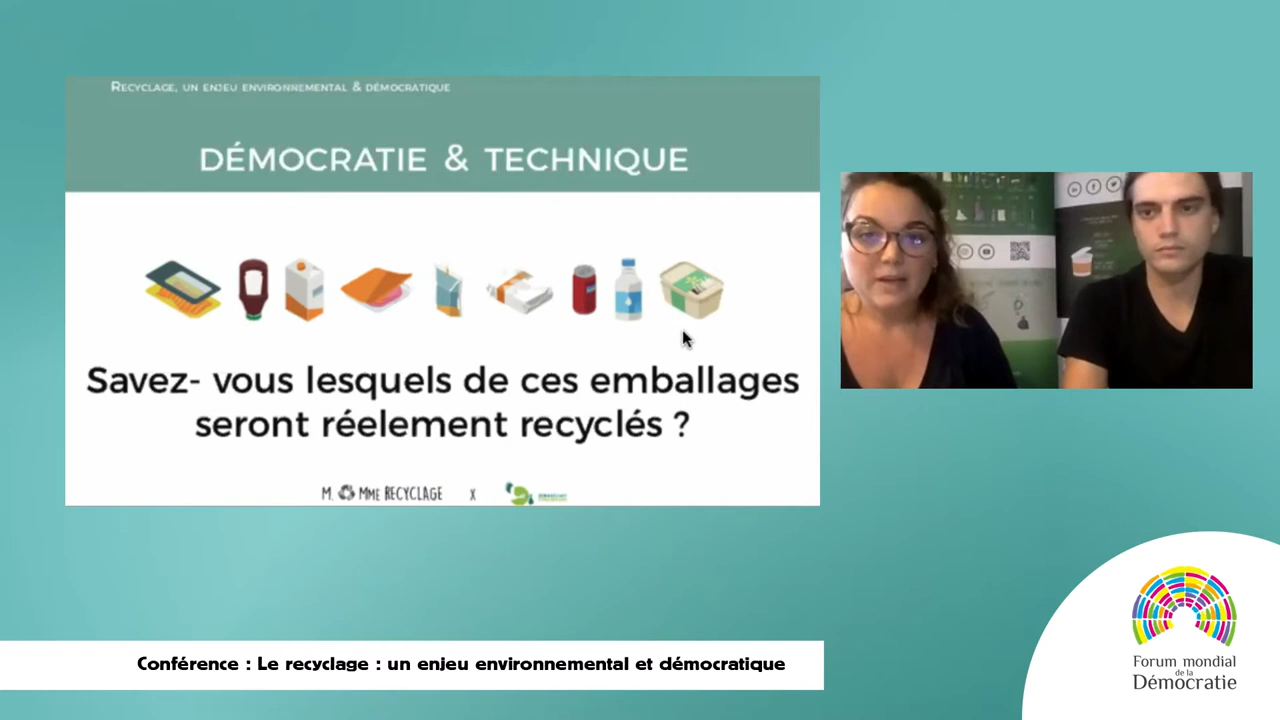 RECYCLAGE, UN ENJEU ENVIRONNEMENTAL & DÉMOCRATIQUE
DÉMOCRATIE & TECHNIQUE
Savez- vous lesquels de ces emballages
seront réelement recyclés ?
M. MME RECYCLAGE X
Conférence : Le recyclage : un enjeu environnemental et démocratique
Forum mondial
de la
Démocratie